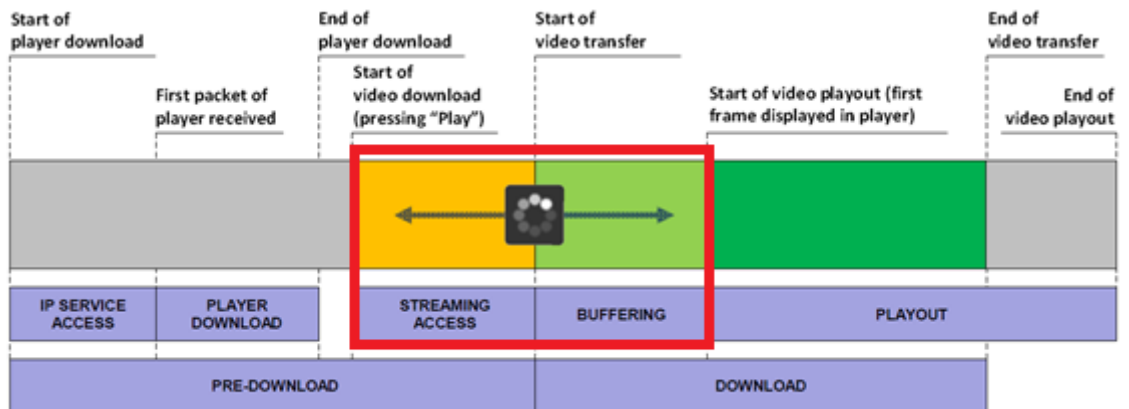 Start of
player download
End of
player download
Start of
video transfer
End of
video transfer
First packet of
player received
Start of
video download
(pressing “Play”)
Start of video playout (first
frame displayed in player)
End of
video playout
IP SERVICE
ACCESS
PLAYER
DOWNLOAD
STREAMING
ACCESS
BUFFERING
PLAYOUT
PRE-DOWNLOAD
DOWNLOAD